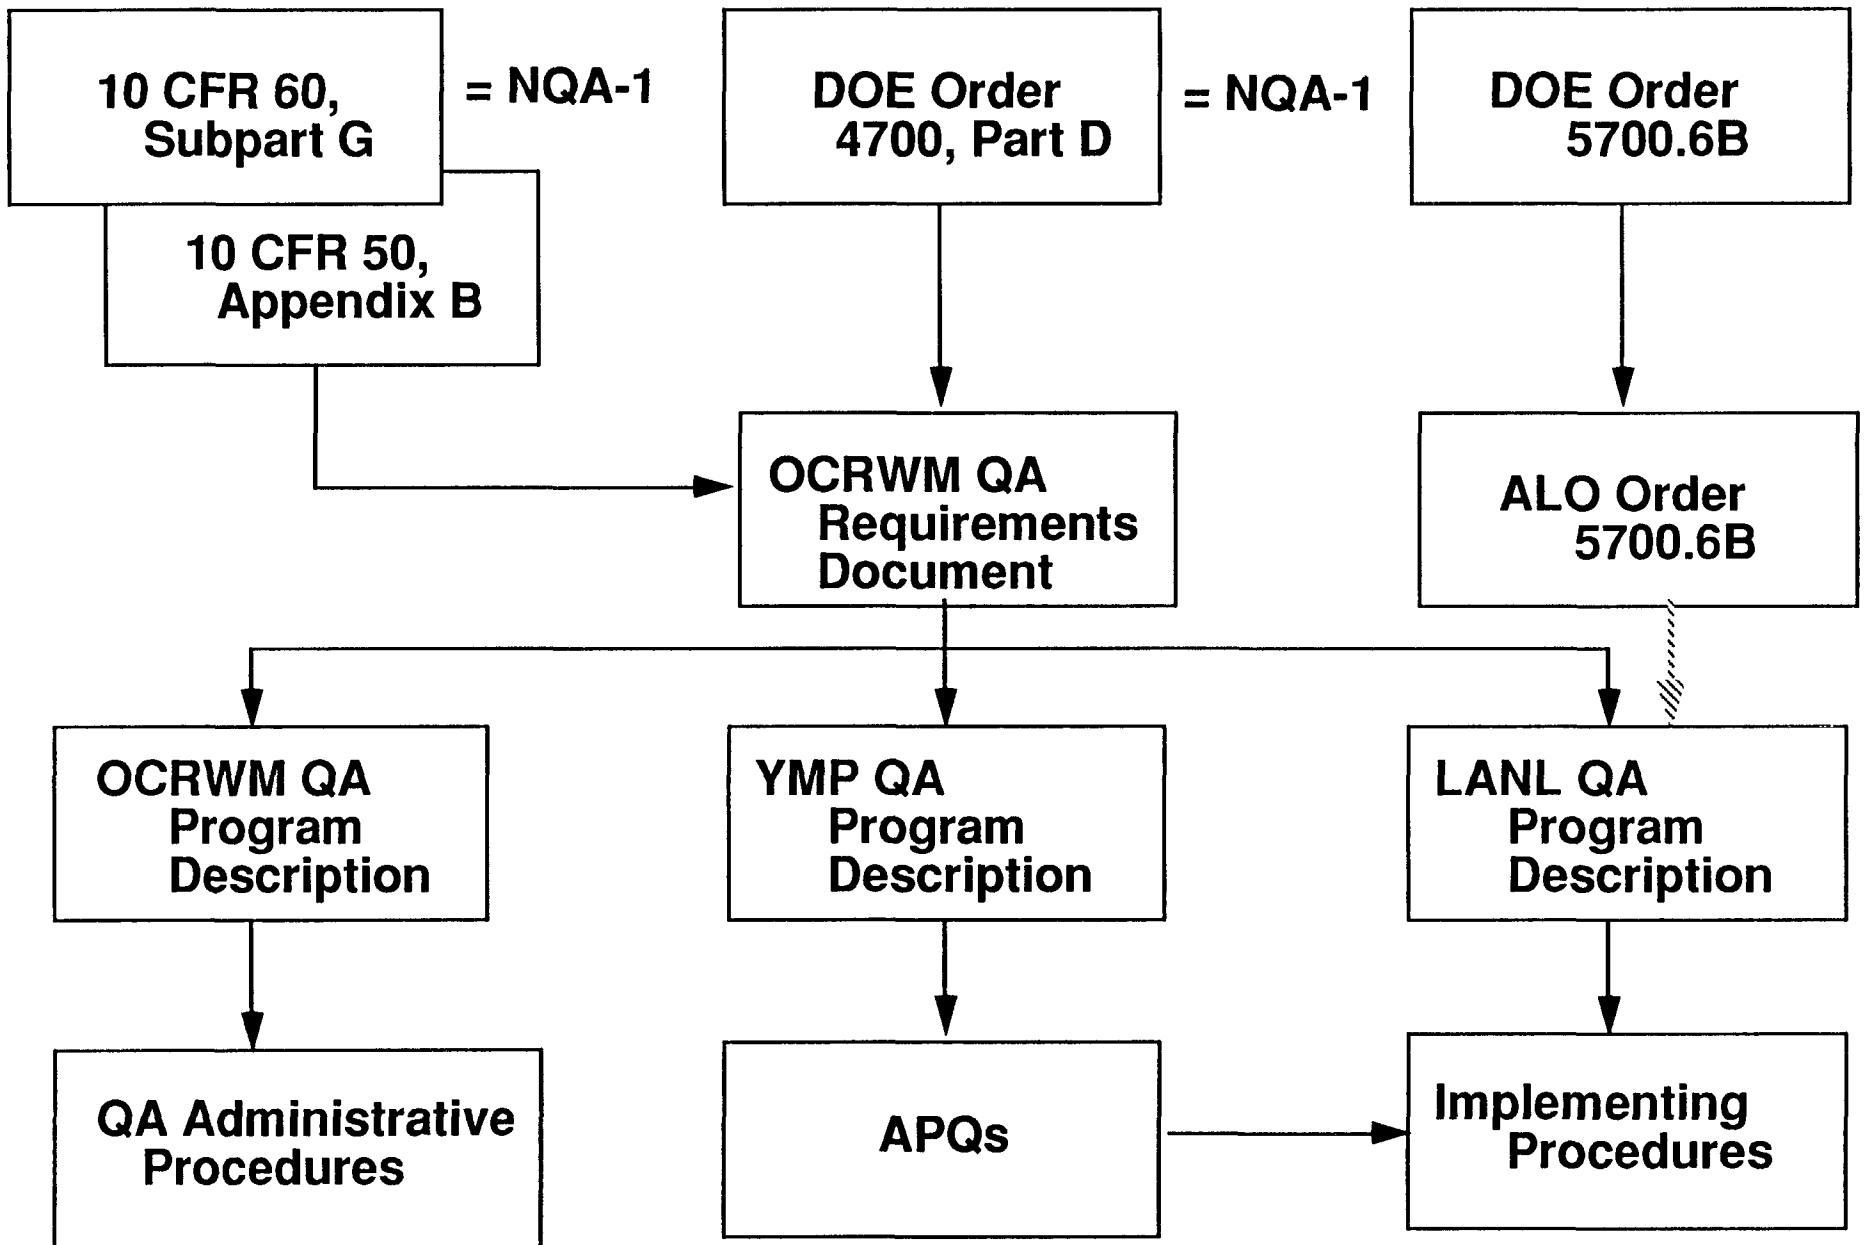 10 CFR 60,
Subpart G
= NQA-1
DOE Order
4700, Part D
= NQA-1
DOE Order
5700.6B
10 CFR 50,
Appendix B
OCRWM QA
Requirements
Document
ALO Order
5700.6B
OCRWM QA
Program
Description
YMP QA
Program
Description
LANL QA
Program
Description
QA Administrative
Procedures
APQs
Implementing
Procedures